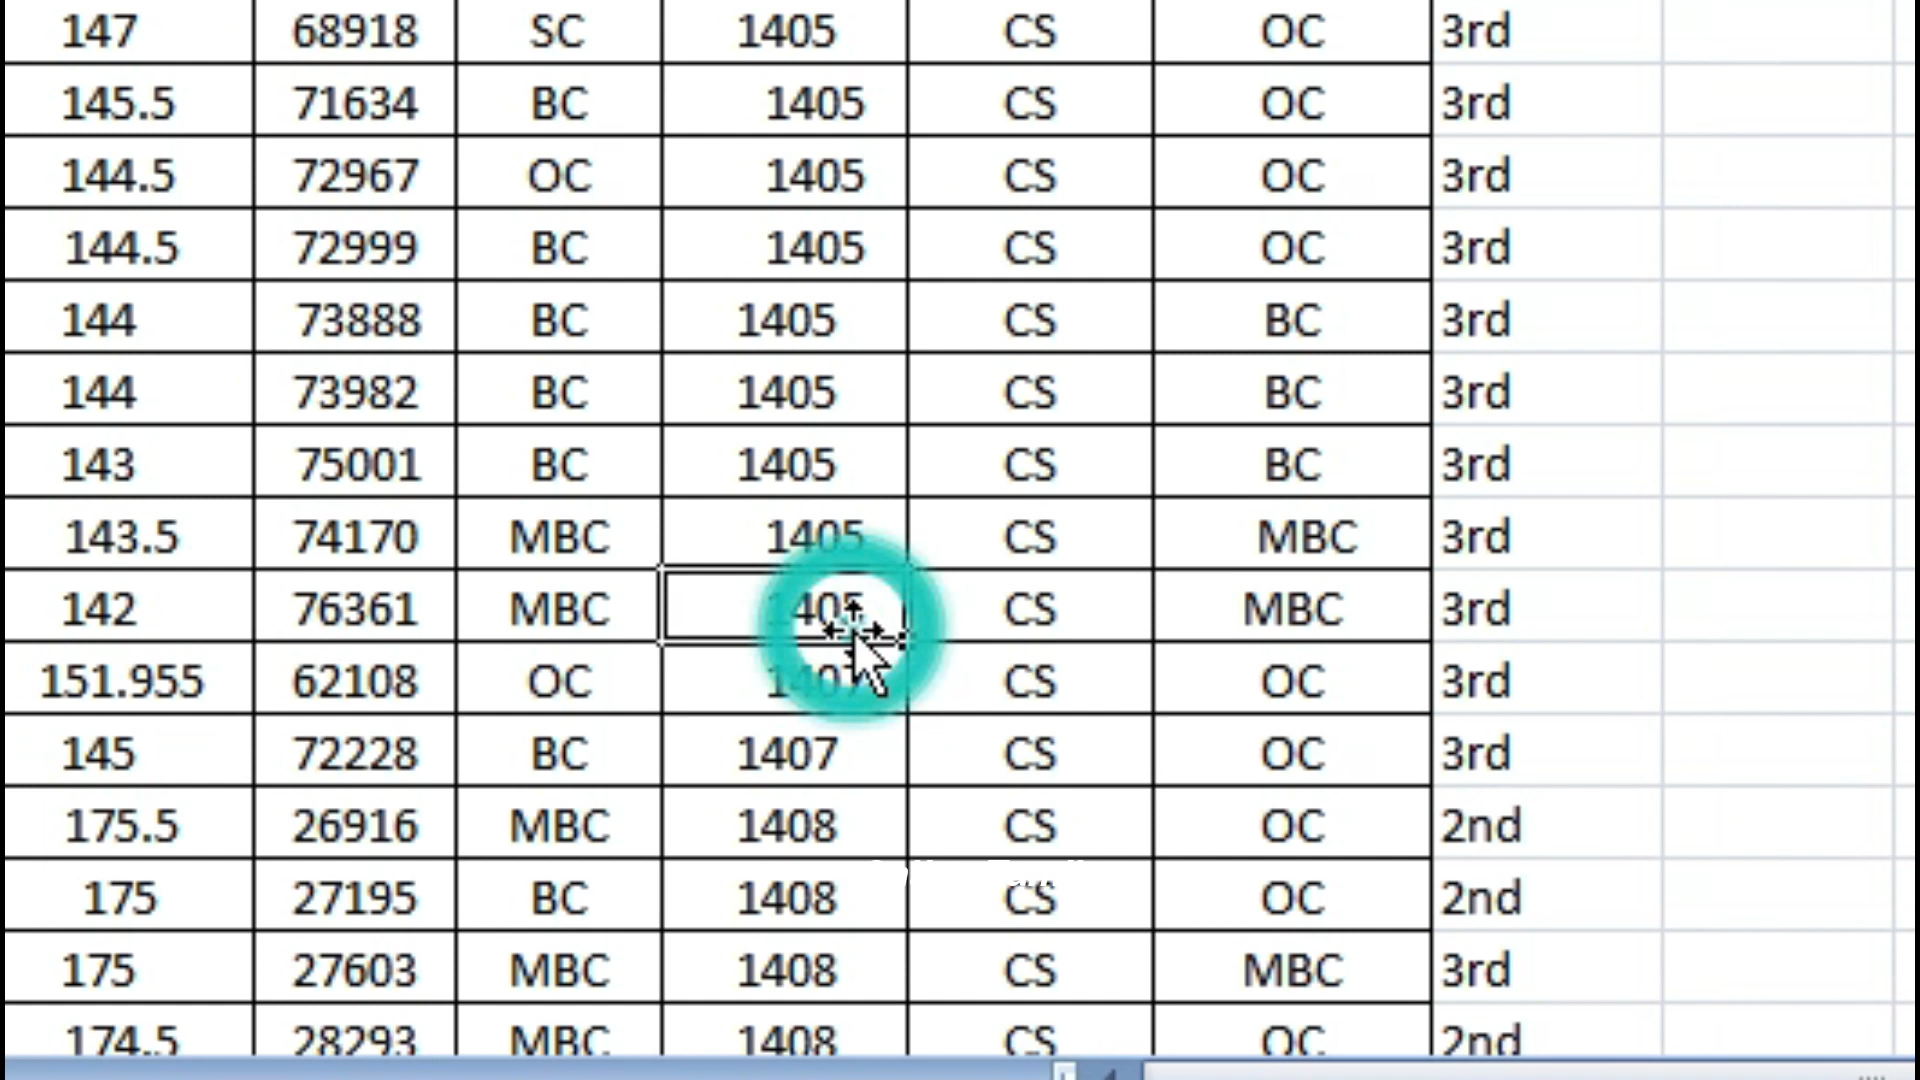 147 68918 SC 1405 CS OC 3rd
145.5 71634 BC 1405 CS OC 3rd
144.5 72967 OC 1405 CS OC 3rd
144.5 72999 BC 1405 CS OC 3rd
144 73888 BC 1405 CS BC 3rd
144 73982 BC 1405 CS BC 3rd
143 75001 BC 1405 CS BC 3rd
143.5 74170 MBC 1405 CS MBC 3rd
142 76361 MBC 1405 CS MBC 3rd
151.955 62108 OC 1407 CS OC 3rd
145 72228 BC 1407 CS OC 3rd
175.5 26916 MBC 1408 CS OC 2nd
175 27195 BC 1408 CS OC 2nd
175 27603 MBC 1408 CS MBC 3rd
174.5 28293 MBC 1408 CS OC 2nd